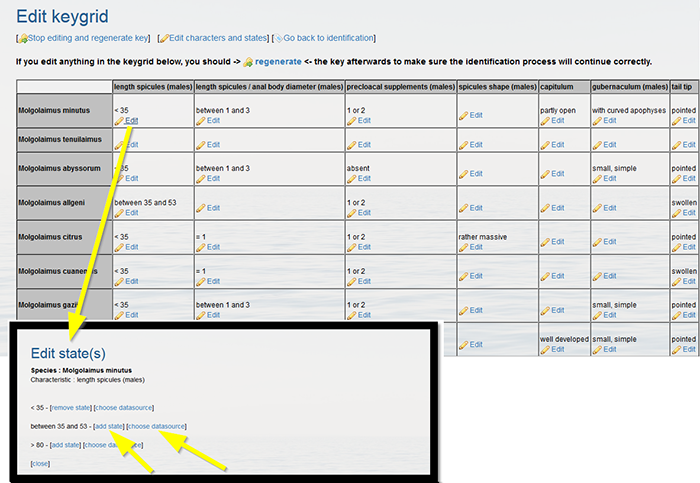 Edit keygrid
[Stop editing and regenerate key] [Edit characters and states] [Go back to identification]
If you edit anything in the keygrid below, you should -> regenerate <- the key afterwards to make sure the identification process will continue correctly.
length spicules (males) length spicules / anal body diameter (males) precloacal supplements (males) spicules shape (males) capitulum gubernaculum (males) tail tip
Molgolaimus minutus < 35 between 1 and 3 1 or 2 partly open with curved apophyses pointed
Edit Edit Edit Edit Edit Edit Edit
Molgolaimus tenuilaimus pointed
Edit Edit Edit Edit Edit Edit Edit
Molgolaimus abyssorum < 35 between 1 and 3 absent small, simple pointed
Edit Edit Edit Edit Edit Edit Edit
Molgolaimus allgeni between 35 and 53 1 or 2 swollen
Edit Edit Edit Edit Edit Edit Edit
Molgolaimus citrus < 35 = 1 1 or 2 rather massive pointed
Edit Edit Edit Edit Edit Edit Edit
Molgolaimus < 35 = 1 1 or 2 swollen
Edit Edit Edit Edit Edit Edit Edit
Molgolaimus < 35 between 1 and 3 1 or 2 small, simple pointed
Edit Edit Edit Edit Edit Edit Edit
well developed small, simple pointed
Edit Edit Edit Edit
Edit state(s)
Species : Molgolaimus minutus
Characteristic : length spicules (males)
< 35 - [remove state] [choose datasource]
between 35 and 53 - [add state] [choose datasource]
> 80 - [add state] [choose datasource]
[close]